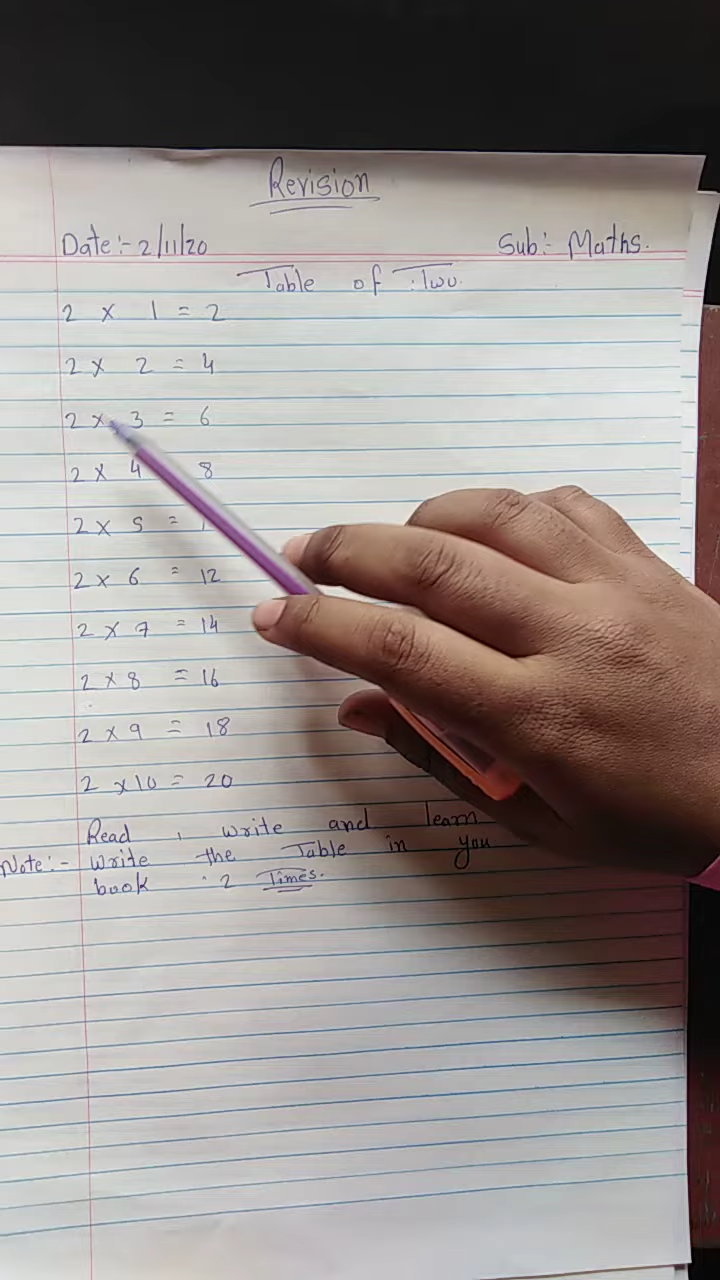 Revision
Date:- 2/11/20 Sub:- Maths.
Table of Two.
2 x 1 = 2
2 x 2 = 4
2 x 3 = 6
2 x 4 8
2 x 5 = 1
2 x 6 = 12
2 x 7 = 14
2 x 8 = 16
2 x 9 = 18
2 x 10 = 20
Read , write and learn
Note:- write the Table in you
book 2 Times.